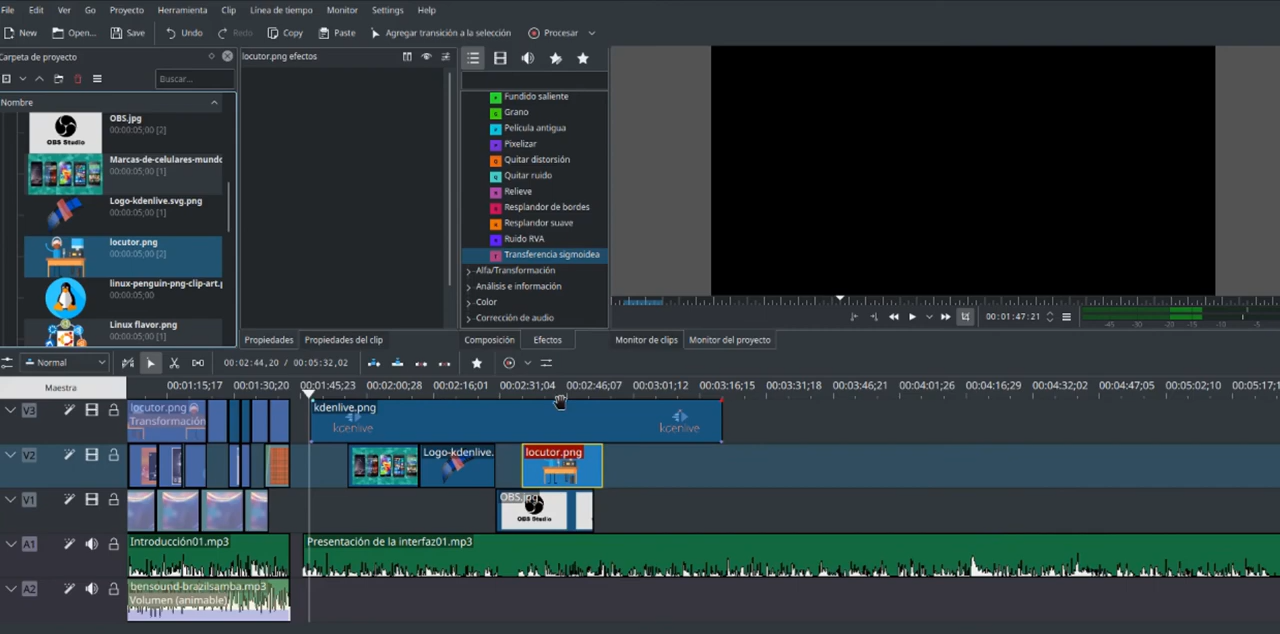 File Edit Ver Go Proyecto Herramienta Clip Línea de tiempo Monitor Settings Help
New Open... Save Undo Redo Copy Paste Agregar transición a la selección Procesar
Carpeta de proyecto
locutor.png efectos
Buscar...
Nombre
OBS.jpg
00:00:05;00 [2]
OBS Studio
Marcas-de-celulares-mundo
00:00:05;00 [1]
Logo-kdenlive.svg.png
00:00:05;00 [1]
locutor.png
00:00:05;00 [2]
linux-penguin-png-clip-art.p
00:00:05;00
Linux flavor.png
00:00:05;00 [1]
Fundido saliente
Grano
Película antigua
Pixelizar
Quitar distorsión
Quitar ruido
Relieve
Resplandor de bordes
Resplandor suave
Ruido RVA
Transferencia sigmoidea
Alfa/Transformación
Análisis e información
Color
Corrección de audio
00:01:47:21
-45 -30 -20 -15 -10 -5
Propiedades Propiedades del clip Composición Efectos Monitor de clips Monitor del proyecto
Normal 00:02:44,20 / 00:05:32,02
Maestra
00:01:15;17 00:01:30;20 00:01:45;23 00:02:00;28 00:02:16;01 00:02:31;04 00:02:46;07 00:03:01;12 00:03:16;15 00:03:31;18 00:03:46;21 00:04:01;26 00:04:16;29 00:04:32;02 00:04:47;05 00:05:02;10 00:05:17;1
V3
locutor.png
Transformación
kdenlive.png
kdenlive
kdenlive
V2
Logo-kdenlive.
locutor.png
V1
OBS.jpg
OBS Studio
A1
Introducción01.mp3
Presentación de la interfaz01.mp3
A2
bensound-brazilsamba.mp3
Volumen (animable)